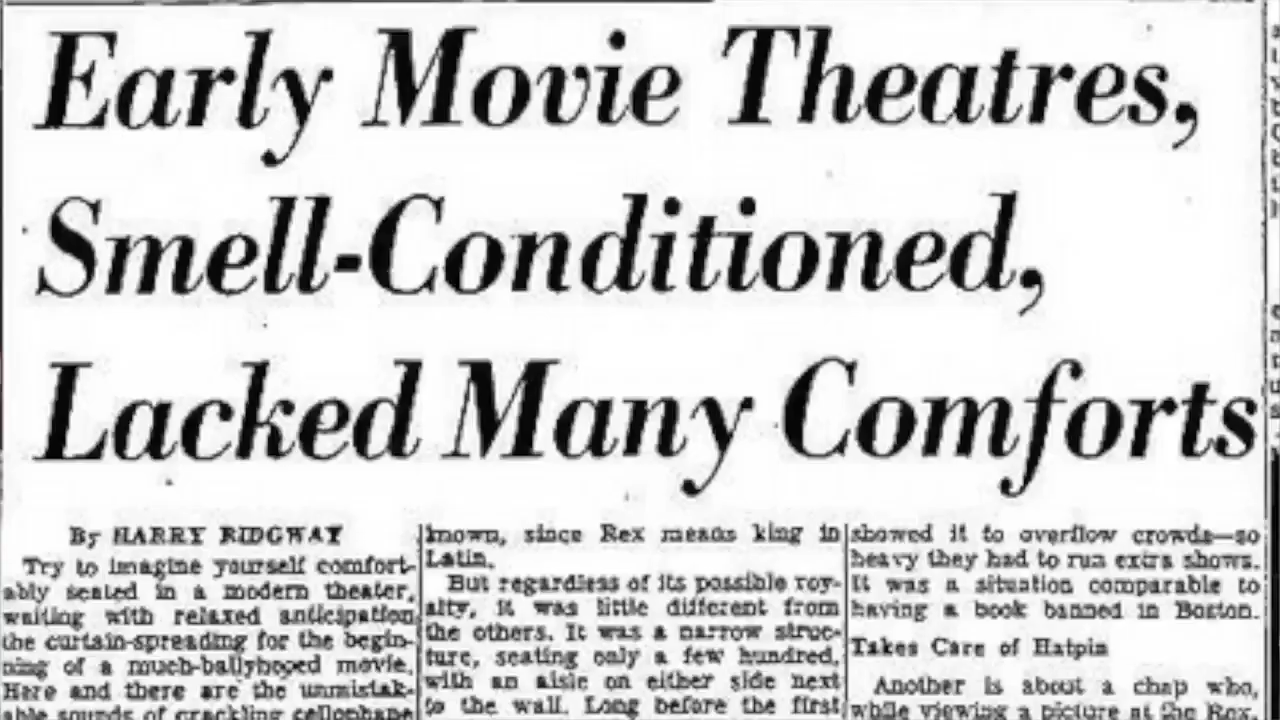 Early Movie Theatres,
Smell-Conditioned,
Lacked Many Comforts
By HARRY RIDGWAY
Try to imagine yourself comfort-
ably seated in a modern theater,
waiting with relaxed anticipation
the curtain-spreading for the begin-
ning of a much-ballyhooed movie.
Here and there are the unmistak-
able sounds of crackling cellophane
known, since Rex means king in
Latin.
But regardless of its possible roy-
alty, it was little different from
the others. It was a narrow struc-
ture, seating only a few hundred,
with an aisle on either side next
to the wall. Long before the first
showed it to overflow crowds—so
heavy they had to run extra shows.
It was a situation comparable to
having a book banned in Boston.
Takes Care of Hatpin
Another is about a chap who,
while viewing a picture at the Rex,